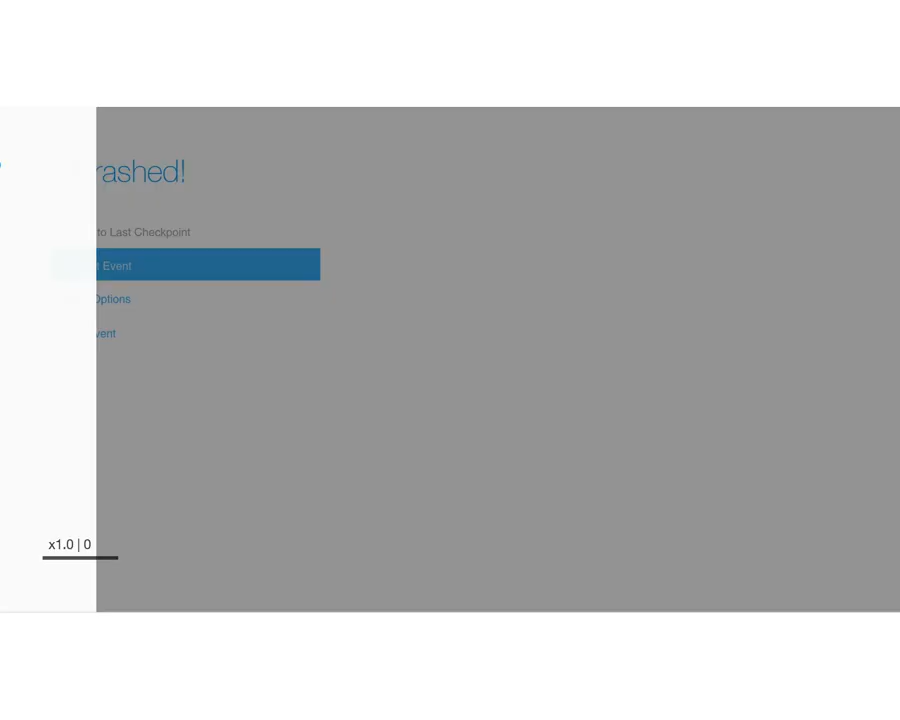 rashed!
to Last Checkpoint
t Event
Options
vent
x1.0 | 0